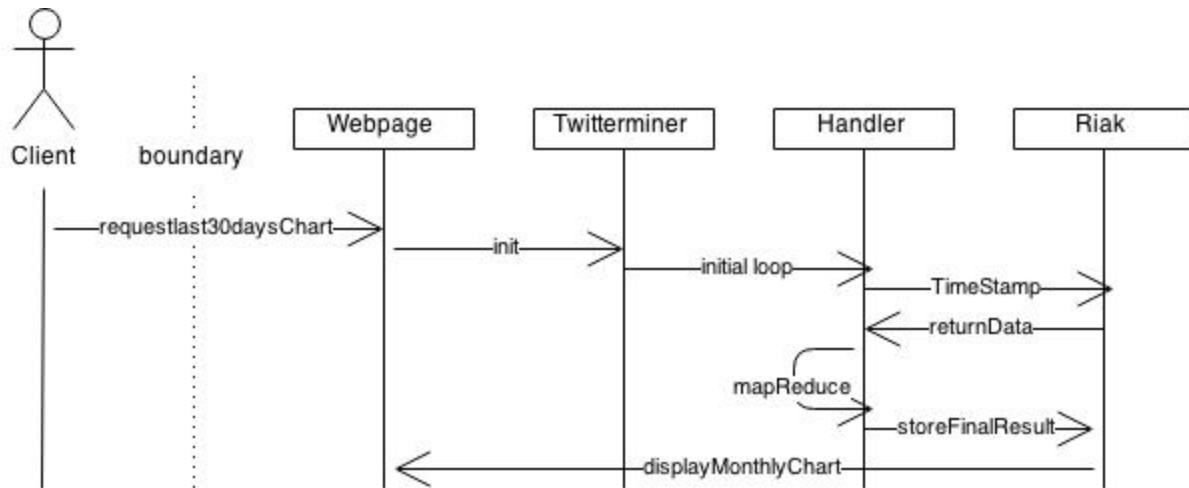 Webpage
Twitterminer
Handler
Riak
Client
boundary
requestlast30daysChart
init
initial loop
TimeStamp
returnData
mapReduce
storeFinalResult
displayMonthlyChart